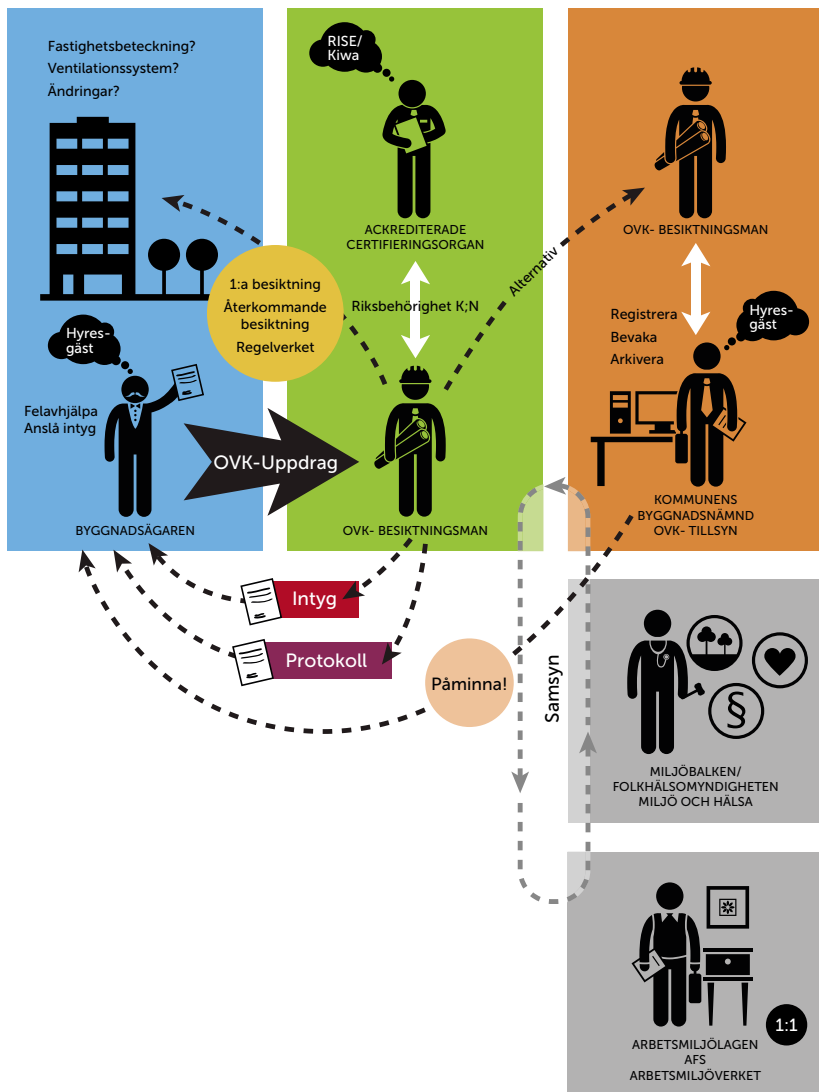 Fastighetsbeteckning?
Ventilationssystem?
Ändringar?
Hyres-
gäst
Felavhjälpa
Anslå intyg
BYGGNADSÄGAREN
1:a besiktning
Återkommande
besiktning
Regelverket
OVK-Uppdrag
RISE/
Kiwa
ACKREDITERADE
CERTIFIERINGSORGAN
Riksbehörighet K;N
OVK- BESIKTNINGSMAN
Alternativ
OVK- BESIKTNINGSMAN
Registrera
Bevaka
Arkivera
Hyres-
gäst
KOMMUNENS
BYGGNADSNÄMND
OVK- TILLSYN
Intyg
Protokoll
Påminna!
Samsyn
§
MILJÖBALKEN/
FOLKHÄLSOMYNDIGHETEN
MILJÖ OCH HÄLSA
1:1
ARBETSMILJÖLAGEN
AFS
ARBETSMILJÖVERKET